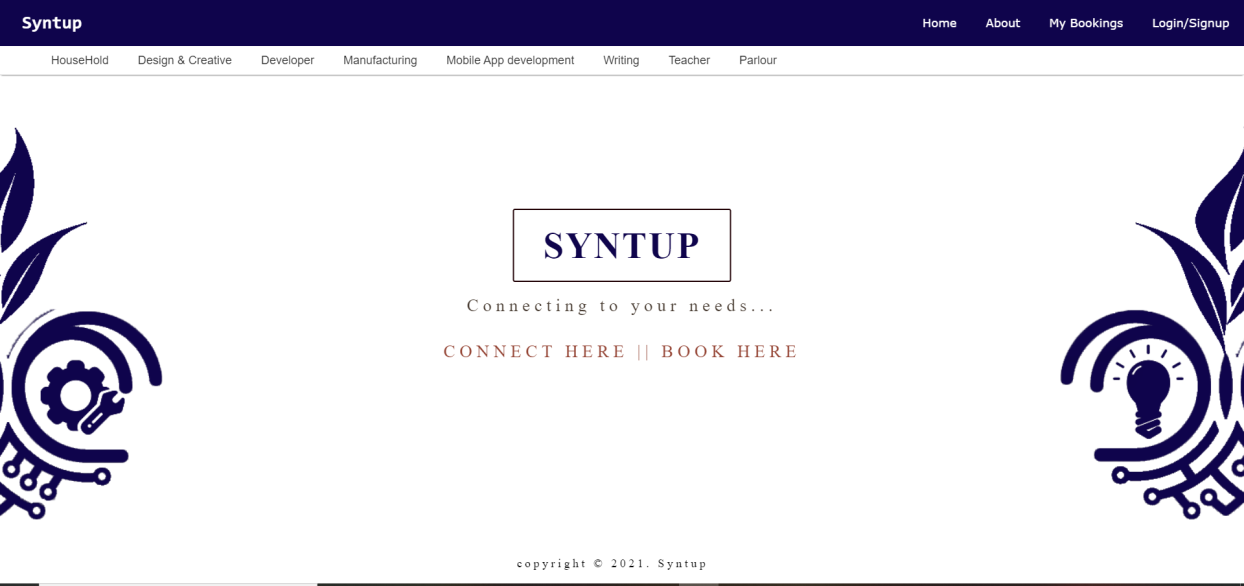 Syntup Home About My Bookings Login/Signup
HouseHold Design & Creative Developer Manufacturing Mobile App development Writing Teacher Parlour
SYNTUP
Connecting to your needs...
CONNECT HERE || BOOK HERE
copyright © 2021. Syntup